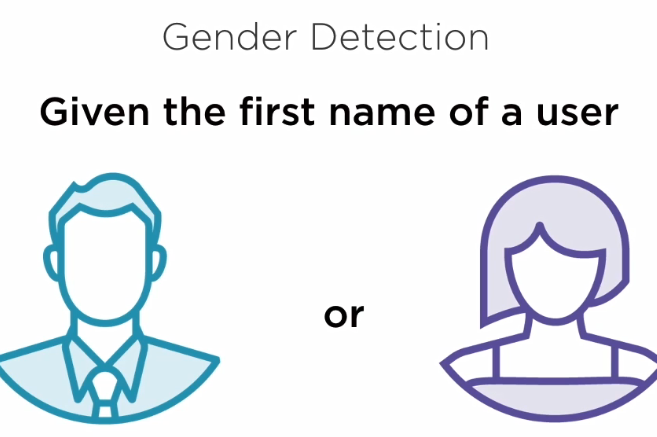 Gender Detection
Given the first name of a user
or